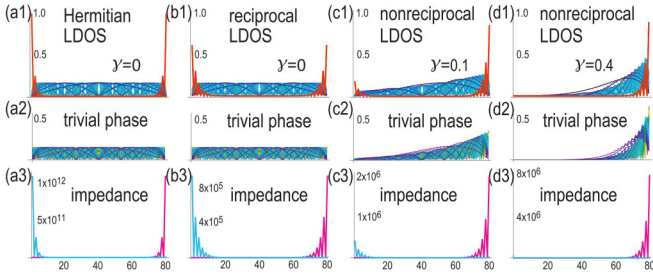 (a1) 1.0 Hermitian LDOS 0.5 γ=0
(b1) 1.0 reciprocal LDOS 0.5 γ=0
(c1) 1.0 nonreciprocal LDOS 0.5 γ=0.1
(d1) 1.0 nonreciprocal LDOS 0.5 γ=0.4
(a2) 0.5 trivial phase
(b2) 0.5 trivial phase
(c2) 0.5 trivial phase
(d2) 0.5 trivial phase
(a3) 1x10¹² impedance 5x10¹¹
20 40 60 80
(b3) 8x10⁵ impedance 4x10⁵
20 40 60 80
(c3) 2x10⁶ impedance 1x10⁶
20 40 60 80
(d3) 8x10⁶ impedance 4x10⁶
20 40 60 80